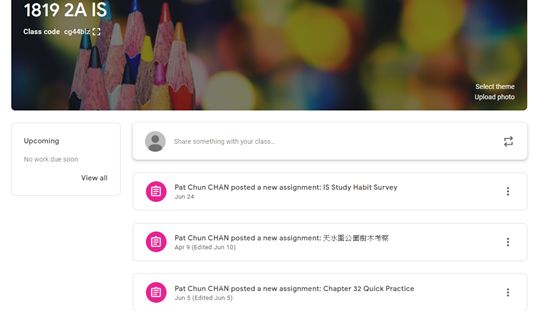 1819 2A IS
Class code cg44biz
Select theme
Upload photo
Upcoming
No work due soon
View all
Share something with your class...
Pat Chun CHAN posted a new assignment: IS Study Habit Survey
Jun 24
Pat Chun CHAN posted a new assignment: 天水圍公園樹木考察
Apr 9 (Edited Jun 10)
Pat Chun CHAN posted a new assignment: Chapter 32 Quick Practice
Jun 5 (Edited Jun 5)